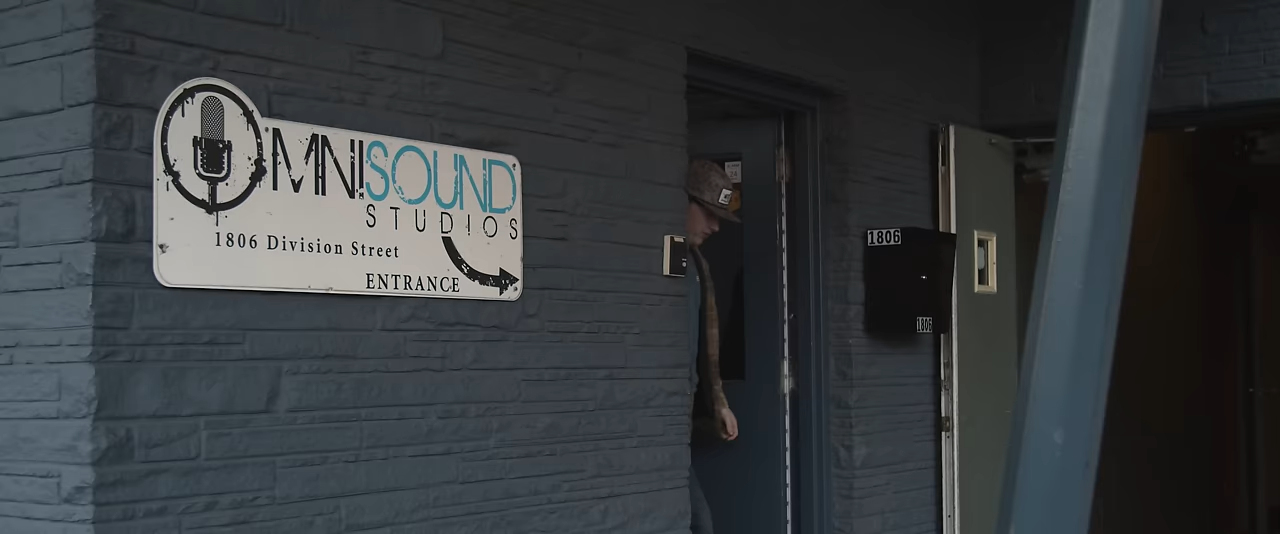 OMNISOUND
STUDIOS
1806 Division Street
ENTRANCE
1806
1806